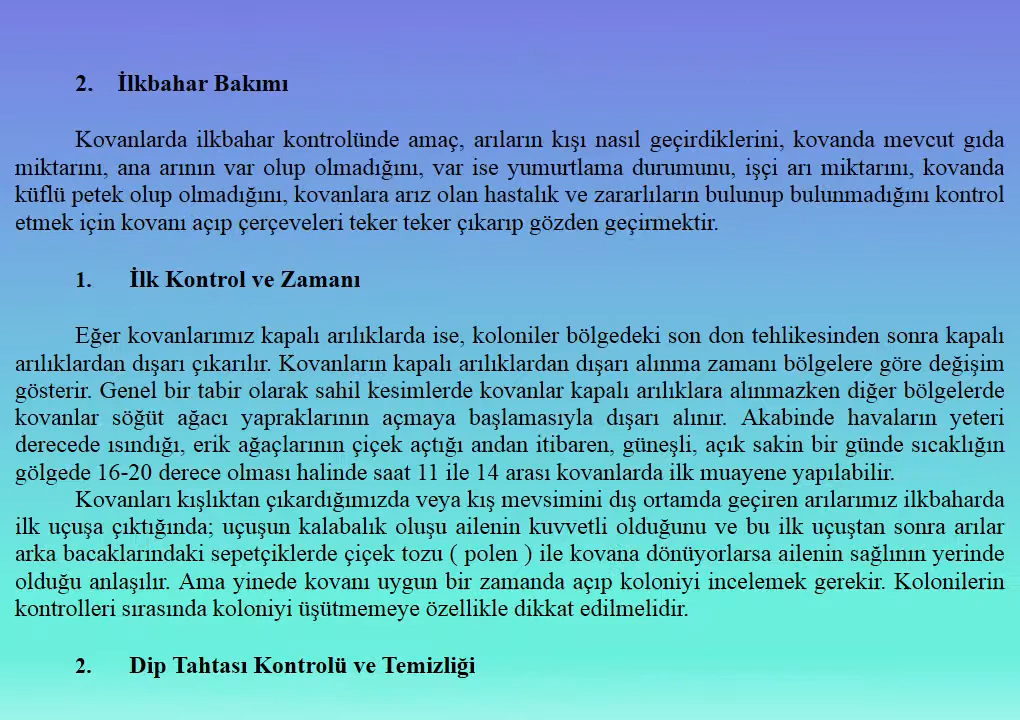 2. İlkbahar Bakımı
Kovanlarda ilkbahar kontrolünde amaç, arıların kışı nasıl geçirdiklerini, kovanda mevcut gıda
miktarını, ana arının var olup olmadığını, var ise yumurtlama durumunu, işçi arı miktarını, kovanda
küflü petek olup olmadığını, kovanlara arız olan hastalık ve zararlıların bulunup bulunmadığını kontrol
etmek için kovanı açıp çerçeveleri teker teker çıkarıp gözden geçirmektir.
1. İlk Kontrol ve Zamanı
Eğer kovanlarımız kapalı arılıklarda ise, koloniler bölgedeki son don tehlikesinden sonra kapalı
arılıklardan dışarı çıkarılır. Kovanların kapalı arılıklardan dışarı alınma zamanı bölgelere göre değişim
gösterir. Genel bir tabir olarak sahil kesimlerde kovanlar kapalı arılıklara alınmazken diğer bölgelerde
kovanlar söğüt ağacı yapraklarının açmaya başlamasıyla dışarı alınır. Akabinde havaların yeteri
derecede ısındığı, erik ağaçlarının çiçek açtığı andan itibaren, güneşli, açık sakin bir günde sıcaklığın
gölgede 16-20 derece olması halinde saat 11 ile 14 arası kovanlarda ilk muayene yapılabilir.
Kovanları kışlıktan çıkardığımızda veya kış mevsimini dış ortamda geçiren arılarımız ilkbaharda
ilk uçuşa çıktığında; uçuşun kalabalık oluşu ailenin kuvvetli olduğunu ve bu ilk uçuştan sonra arılar
arka bacaklarındaki sepetçiklerde çiçek tozu ( polen ) ile kovana dönüyorlarsa ailenin sağlının yerinde
olduğu anlaşılır. Ama yinede kovanı uygun bir zamanda açıp koloniyi incelemek gerekir. Kolonilerin
kontrolleri sırasında koloniyi üşütmemeye özellikle dikkat edilmelidir.
2. Dip Tahtası Kontrolü ve Temizliği